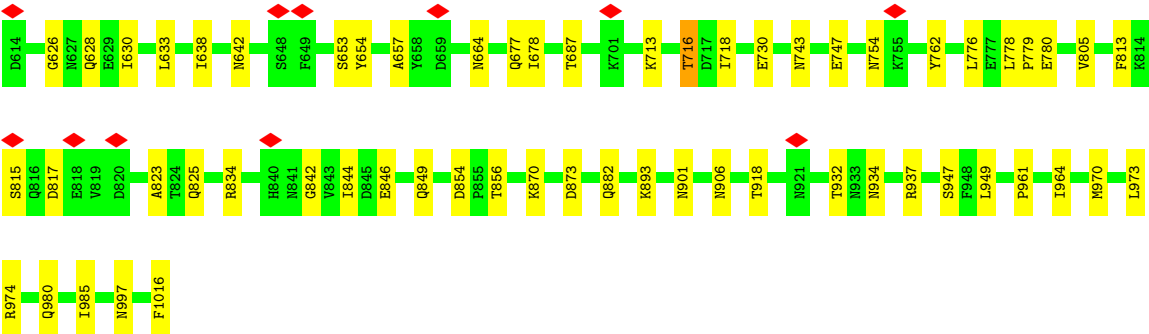 D614 G626 N627 Q628 E629 I630 L633 I638 N642 S648 F649 S653 Y654 A657 Y658 D659 N664 Q677 I678 T687 K701 K713 T716 D717 I718 E730 N743 E747 N754 K755 Y762 L776 E777 L778 P779 E780 V805 F813 K814
S815 Q816 D817 E818 V819 D820 A823 T824 Q825 R834 H840 N841 G842 V843 I844 D845 E846 Q849 D854 P855 T856 K870 D873 Q882 K893 N901 N906 T918 N921 T932 N933 N934 R937 S947 F948 L949 P961 I964 M970 L973
R974 Q980 I985 N997 F1016